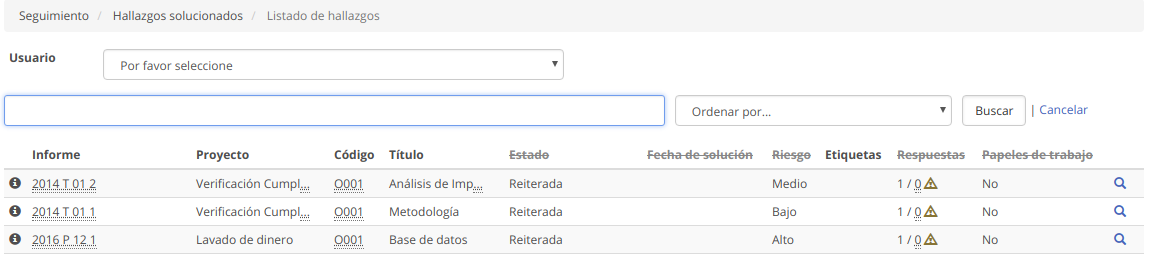 Seguimiento / Hallazgos solucionados / Listado de hallazgos
Usuario Por favor seleccione
Ordenar por... Buscar | Cancelar
Informe Proyecto Código Título Estado Fecha de solución Riesgo Etiquetas Respuestas Papeles de trabajo
2014 T 01 2 Verificación Cumpl... O001 Análisis de Imp... Reiterada Medio 1 / 0 No
2014 T 01 1 Verificación Cumpl... O001 Metodología Reiterada Bajo 1 / 0 No
2016 P 12 1 Lavado de dinero O001 Base de datos Reiterada Alto 1 / 0 No